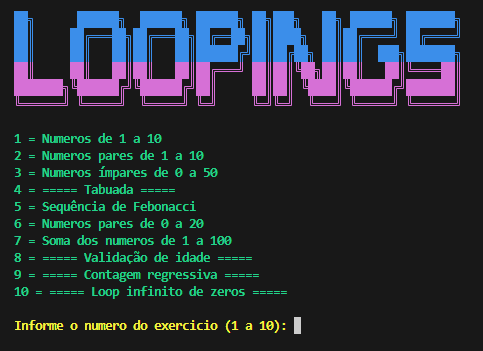 LOOPINGS
1 = Numeros de 1 a 10
2 = Numeros pares de 1 a 10
3 = Numeros ímpares de 0 a 50
4 = ===== Tabuada =====
5 = Sequência de Febonacci
6 = Numeros pares de 0 a 20
7 = Soma dos numeros de 1 a 100
8 = ===== Validação de idade =====
9 = ===== Contagem regressiva =====
10 = ===== Loop infinito de zeros =====
Informe o numero do exercicio (1 a 10):